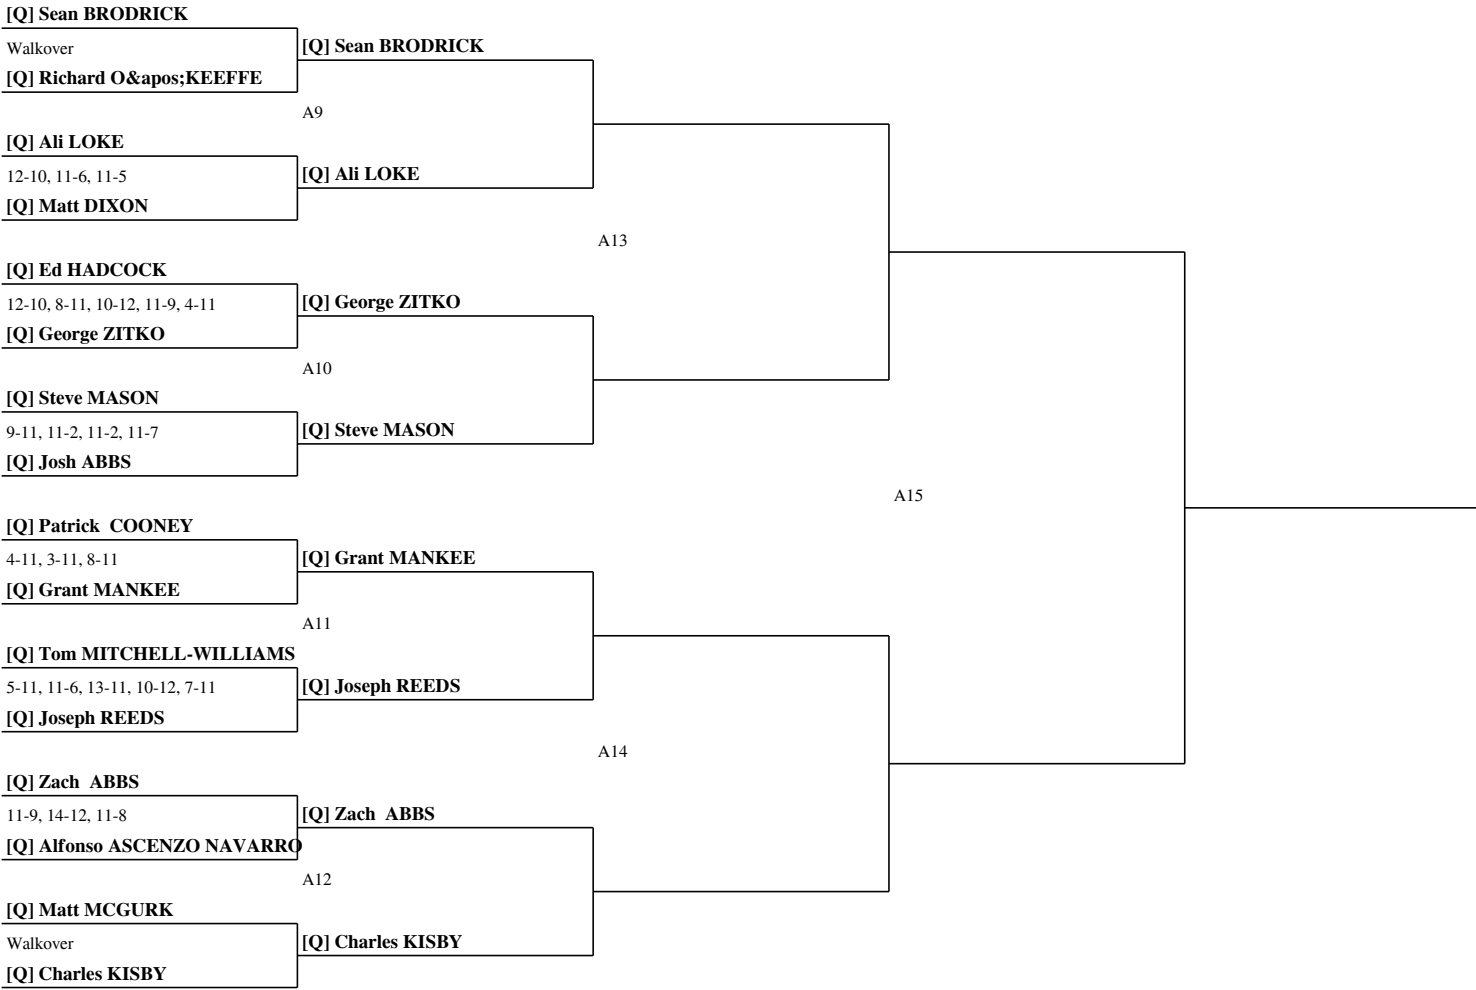 [Q] Sean BRODRICK
Walkover
[Q] Richard O&apos;KEEFFE
[Q] Ali LOKE
12-10, 11-6, 11-5
[Q] Matt DIXON
[Q] Ed HADCOCK
12-10, 8-11, 10-12, 11-9, 4-11
[Q] George ZITKO
[Q] Steve MASON
9-11, 11-2, 11-2, 11-7
[Q] Josh ABBS
[Q] Patrick  COONEY
4-11, 3-11, 8-11
[Q] Grant MANKEE
[Q] Tom MITCHELL-WILLIAMS
5-11, 11-6, 13-11, 10-12, 7-11
[Q] Joseph REEDS
[Q] Zach  ABBS
11-9, 14-12, 11-8
[Q] Alfonso ASCENZO NAVARRO
[Q] Matt MCGURK
Walkover
[Q] Charles KISBY
[Q] Sean BRODRICK
A9
[Q] Ali LOKE
[Q] George ZITKO
A10
[Q] Steve MASON
[Q] Grant MANKEE
A11
[Q] Joseph REEDS
[Q] Zach  ABBS
A12
[Q] Charles KISBY
A13
A14
A15